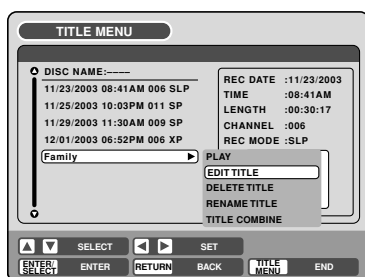 TITLE MENU
DISC NAME:----
11/23/2003 08:41AM 006 SLP
11/25/2003 10:03PM 011 SP
11/29/2003 11:30AM 009 SP
12/01/2003 06:52PM 006 XP
Family
REC DATE :11/23/2003
TIME :08:41AM
LENGTH :00:30:17
CHANNEL :006
REC MODE :SLP
PLAY
EDIT TITLE
DELETE TITLE
RENAME TITLE
TITLE COMBINE
SELECT SET
ENTER/SELECT ENTER RETURN BACK TITLE MENU END